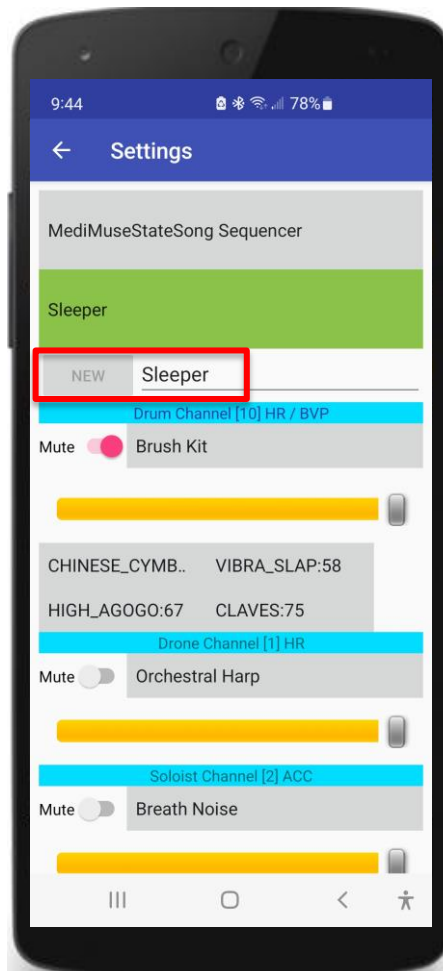 9:44 78%
Settings
MediMuseStateSong Sequencer
Sleeper
NEW Sleeper
Drum Channel [10] HR / BVP
Mute Brush Kit
CHINESE_CYMB.. VIBRA_SLAP:58
HIGH_AGOGO:67 CLAVES:75
Drone Channel [1] HR
Mute Orchestral Harp
Soloist Channel [2] ACC
Mute Breath Noise